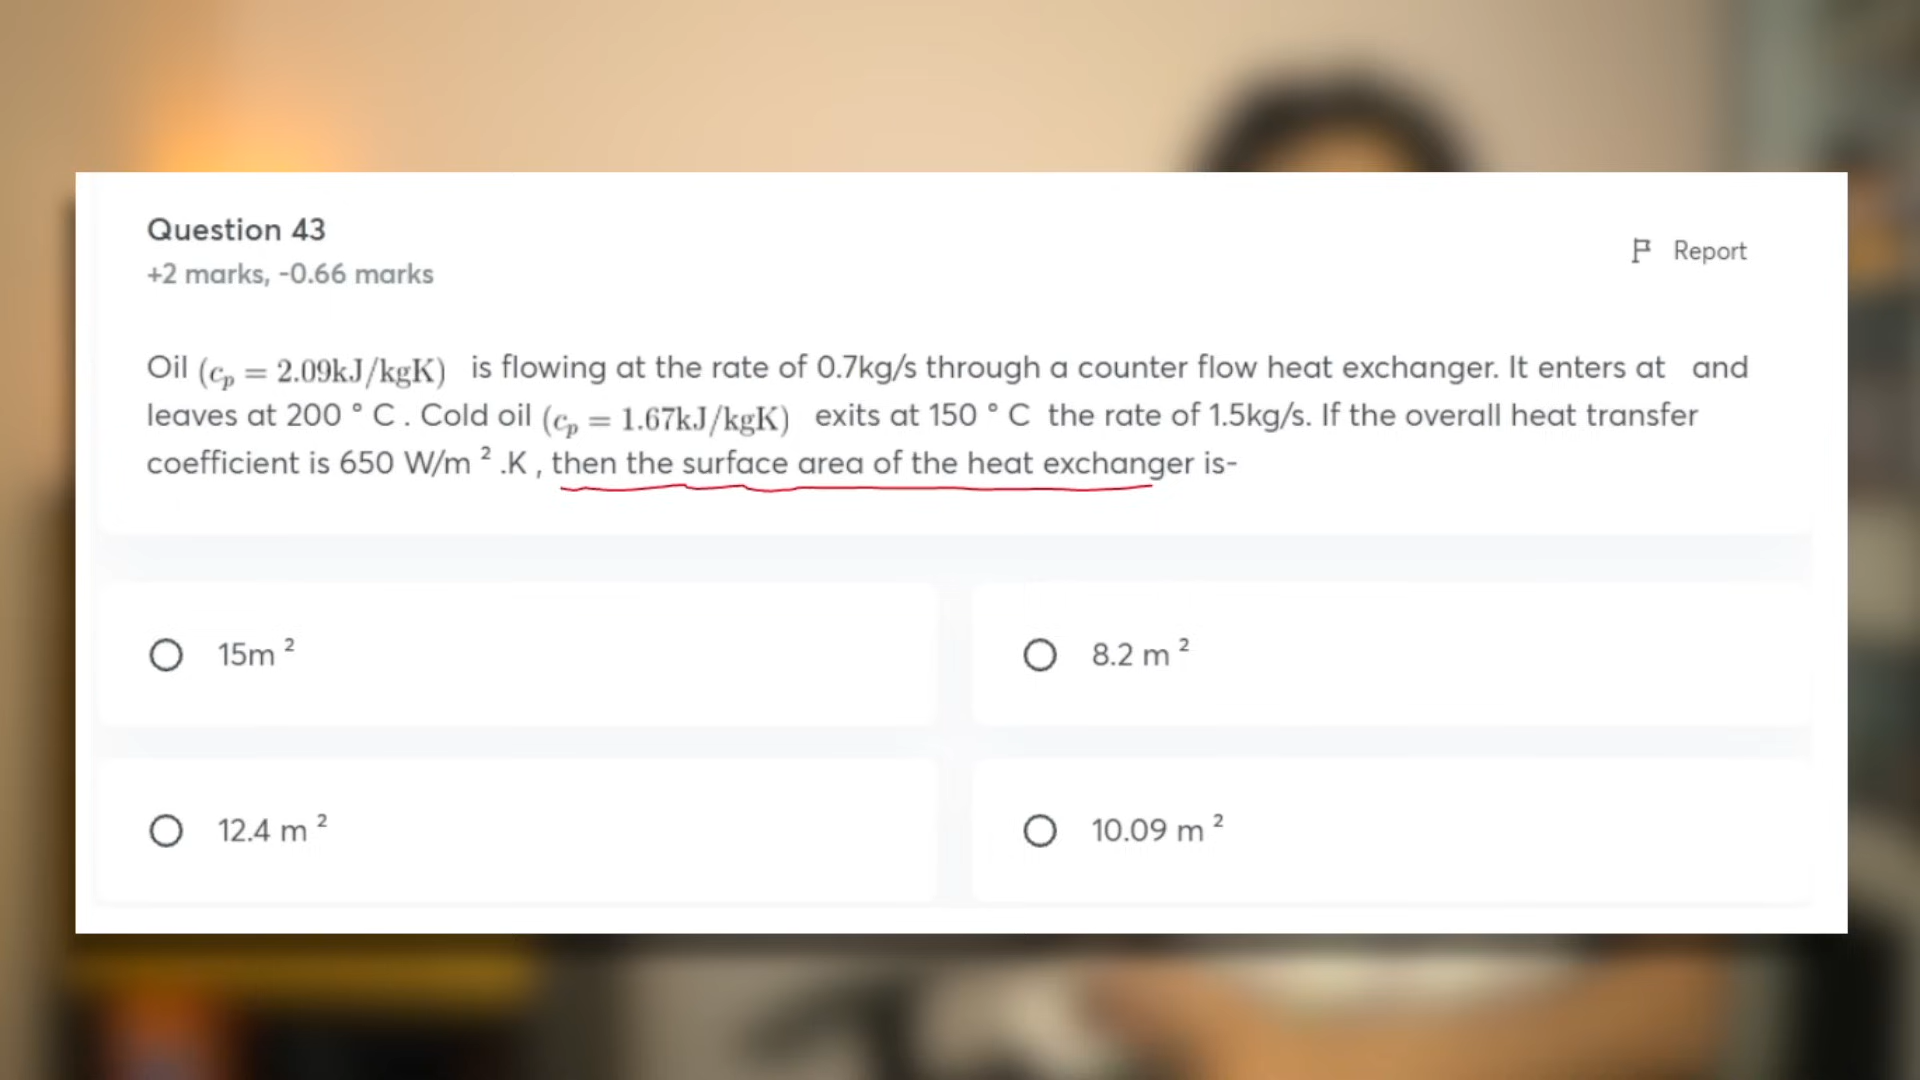 Question 43
Report
+2 marks, -0.66 marks
Oil (c_p = 2.09kJ/kgK) is flowing at the rate of 0.7kg/s through a counter flow heat exchanger. It enters at and
leaves at 200 ° C . Cold oil (c_p = 1.67kJ/kgK) exits at 150 ° C the rate of 1.5kg/s. If the overall heat transfer
coefficient is 650 W/m ² .K , then the surface area of the heat exchanger is-
15m ²
8.2 m ²
12.4 m ²
10.09 m ²